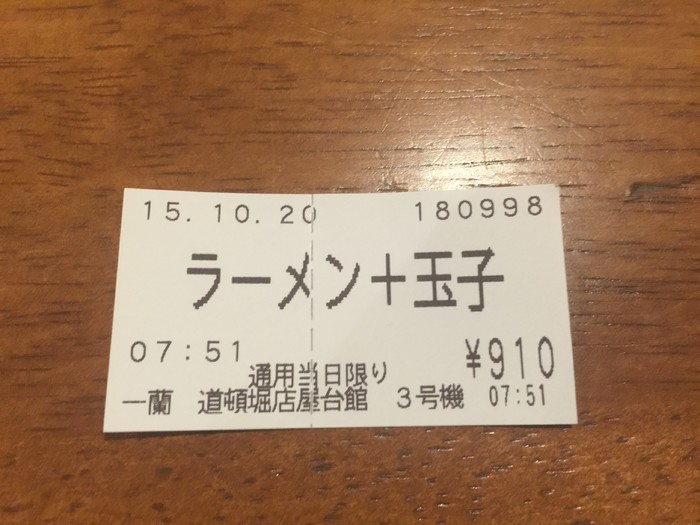 15.10.20 180998
ラーメン＋玉子
07:51 ¥910
通用当日限り
一蘭 道頓堀店屋台館 3号機 07:51